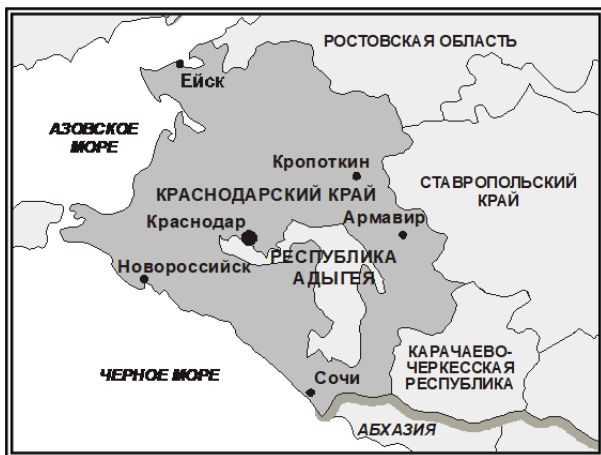 РОСТОВСКАЯ ОБЛАСТЬ
Ейск
АЗОВСКОЕ
МОРЕ
Кропоткин
СТАВРОПОЛЬСКИЙ
КРАЙ
КРАСНОДАРСКИЙ КРАЙ
Краснодар
Армавир
РЕСПУБЛИКА
АДЫГЕЯ
Новороссийск
КАРАЧАЕВО-
ЧЕРКЕССКАЯ
РЕСПУБЛИКА
ЧЕРНОЕ МОРЕ
Сочи
АБХАЗИЯ